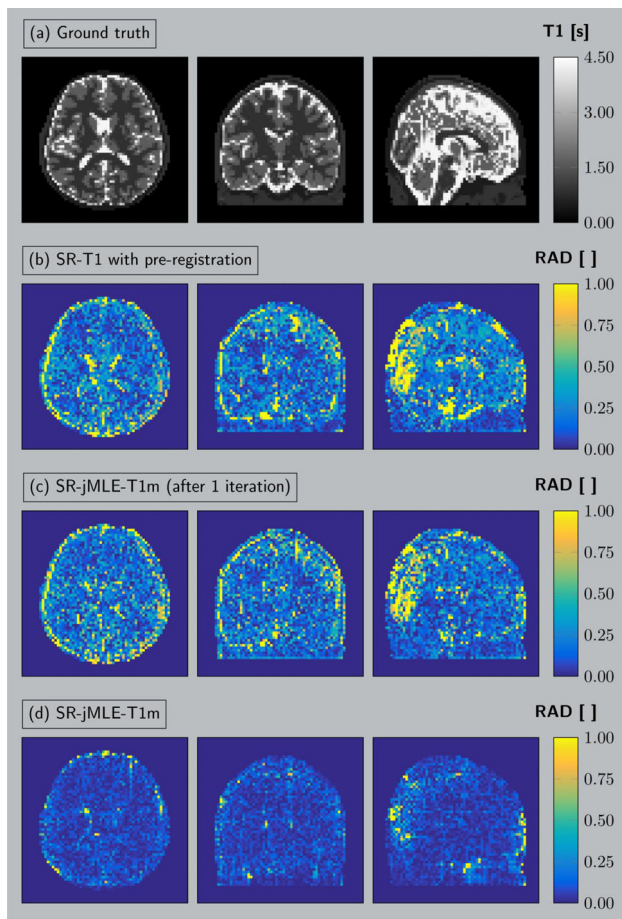 (a) Ground truth
T1 [s]
4.50
3.00
1.50
0.00
(b) SR-T1 with pre-registration
RAD [ ]
1.00
0.75
0.50
0.25
0.00
(c) SR-jMLE-T1m (after 1 iteration)
RAD [ ]
1.00
0.75
0.50
0.25
0.00
(d) SR-jMLE-T1m
RAD [ ]
1.00
0.75
0.50
0.25
0.00